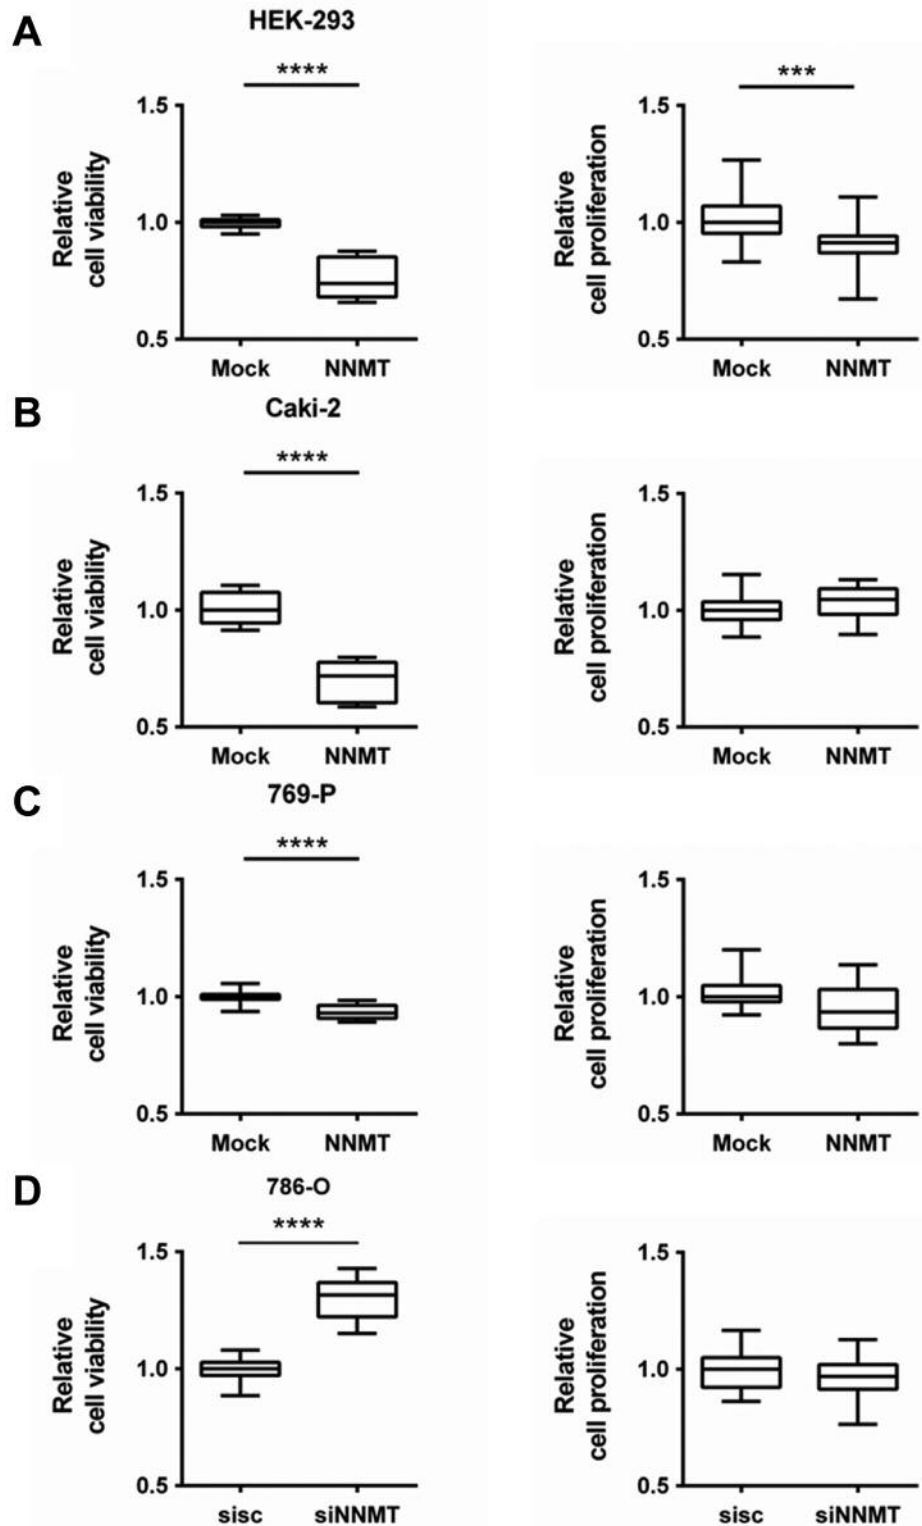 A
HEK-293
****
Relative
cell viability
1.5
1.0
0.5
Mock NNMT
***
Relative
cell proliferation
1.5
1.0
0.5
Mock NNMT
B
Caki-2
****
Relative
cell viability
1.5
1.0
0.5
Mock NNMT
Relative
cell proliferation
1.5
1.0
0.5
Mock NNMT
C
769-P
****
Relative
cell viability
1.5
1.0
0.5
Mock NNMT
Relative
cell proliferation
1.5
1.0
0.5
Mock NNMT
D
786-O
****
Relative
cell viability
1.5
1.0
0.5
sisc siNNMT
Relative
cell proliferation
1.5
1.0
0.5
sisc siNNMT